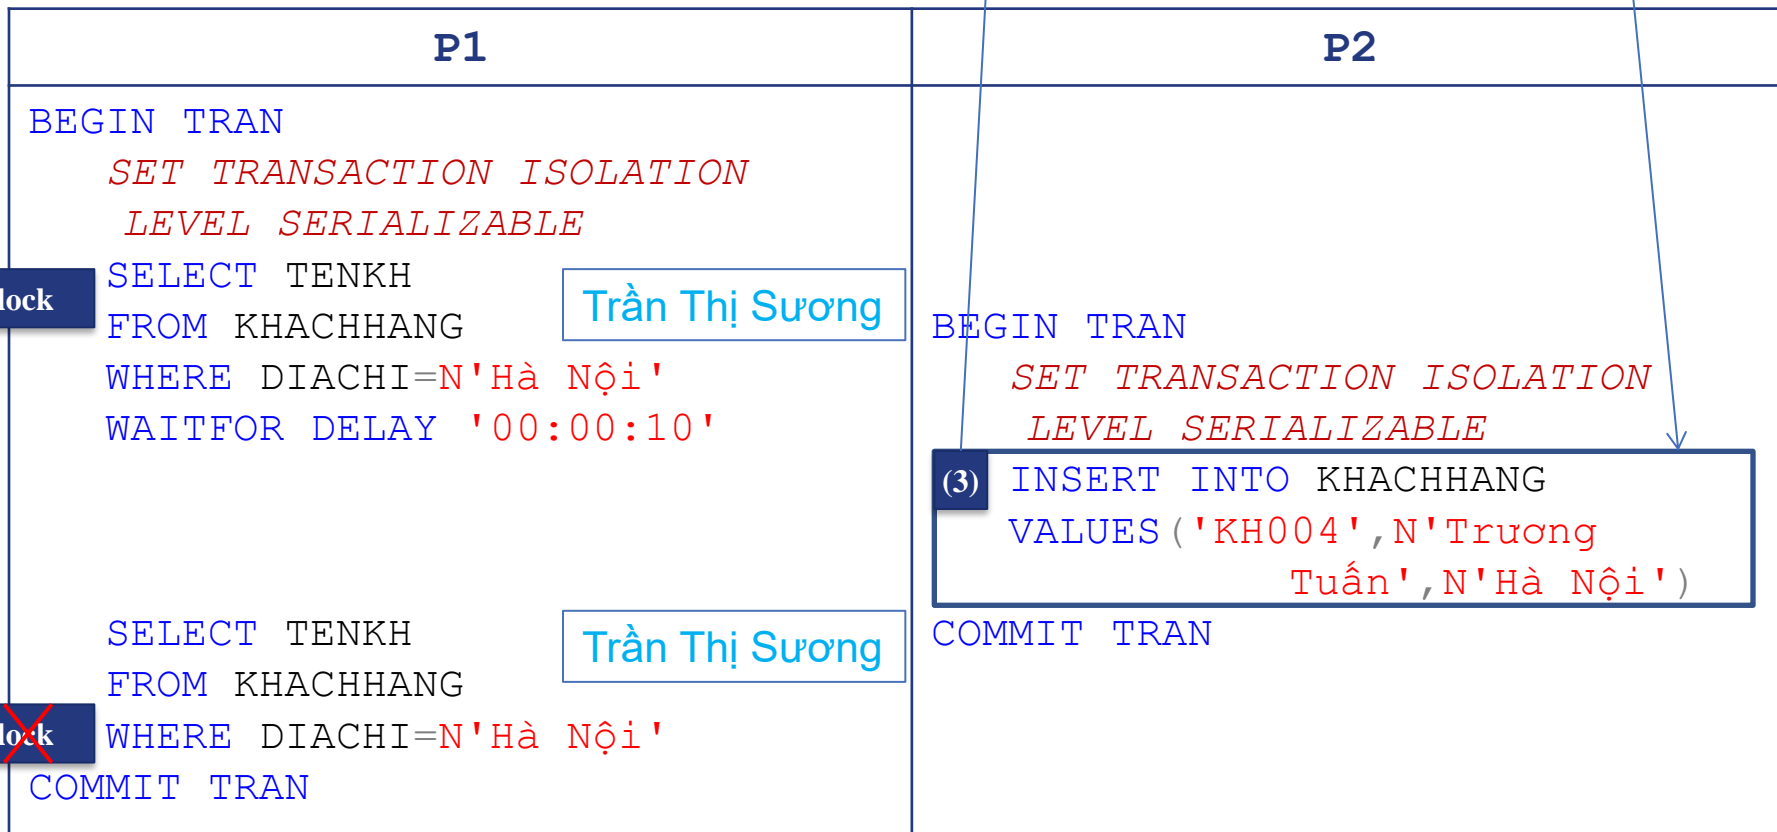 P1
BEGIN TRAN
SET TRANSACTION ISOLATION
LEVEL SERIALIZABLE
SELECT TENKH
FROM KHACHHANG
WHERE DIACHI=N'Hà Nội'
WAITFOR DELAY '00:00:10'
lock
Trần Thị Sương
SELECT TENKH
FROM KHACHHANG
WHERE DIACHI=N'Hà Nội'
lock
Trần Thị Sương
COMMIT TRAN
P2
BEGIN TRAN
SET TRANSACTION ISOLATION
LEVEL SERIALIZABLE
(3)
INSERT INTO KHACHHANG
VALUES('KH004',N'Trương
Tuấn',N'Hà Nội')
COMMIT TRAN